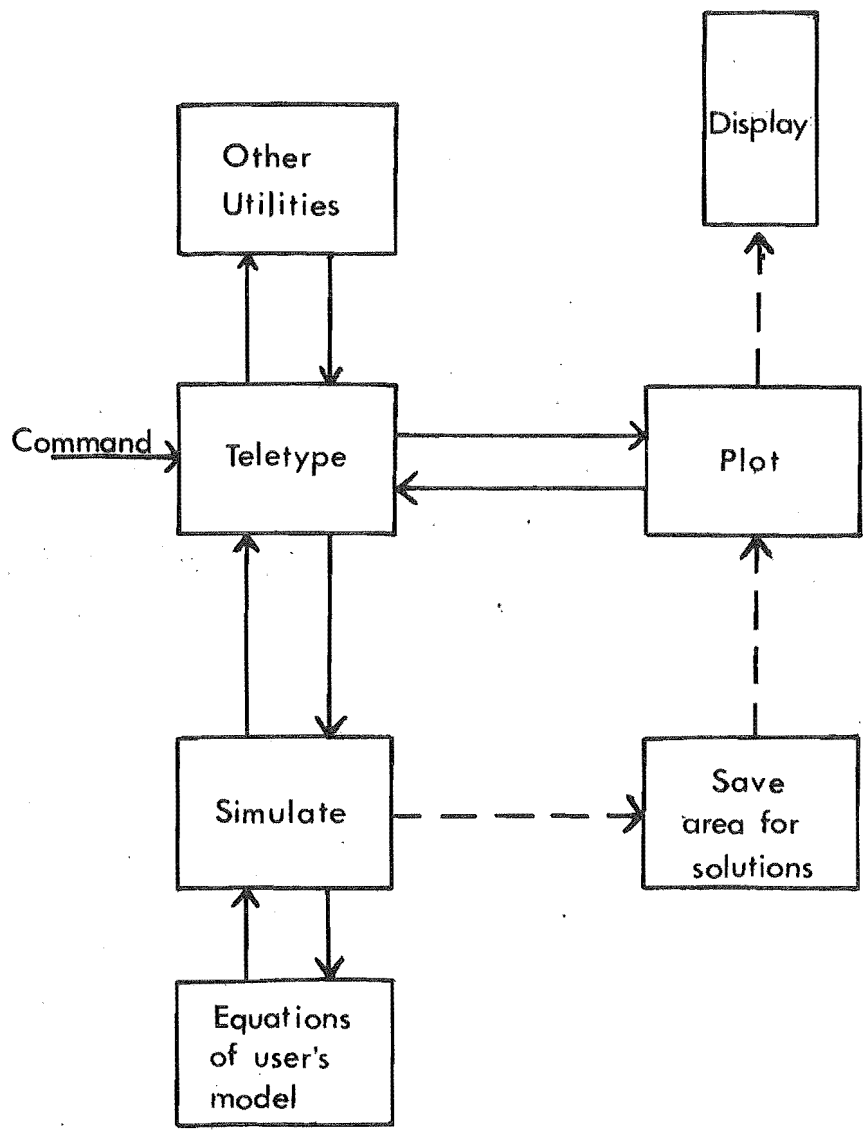 Display
Other
Utilities
Command
Teletype
Plot
Simulate
Save
area for
solutions
Equations
of user's
model